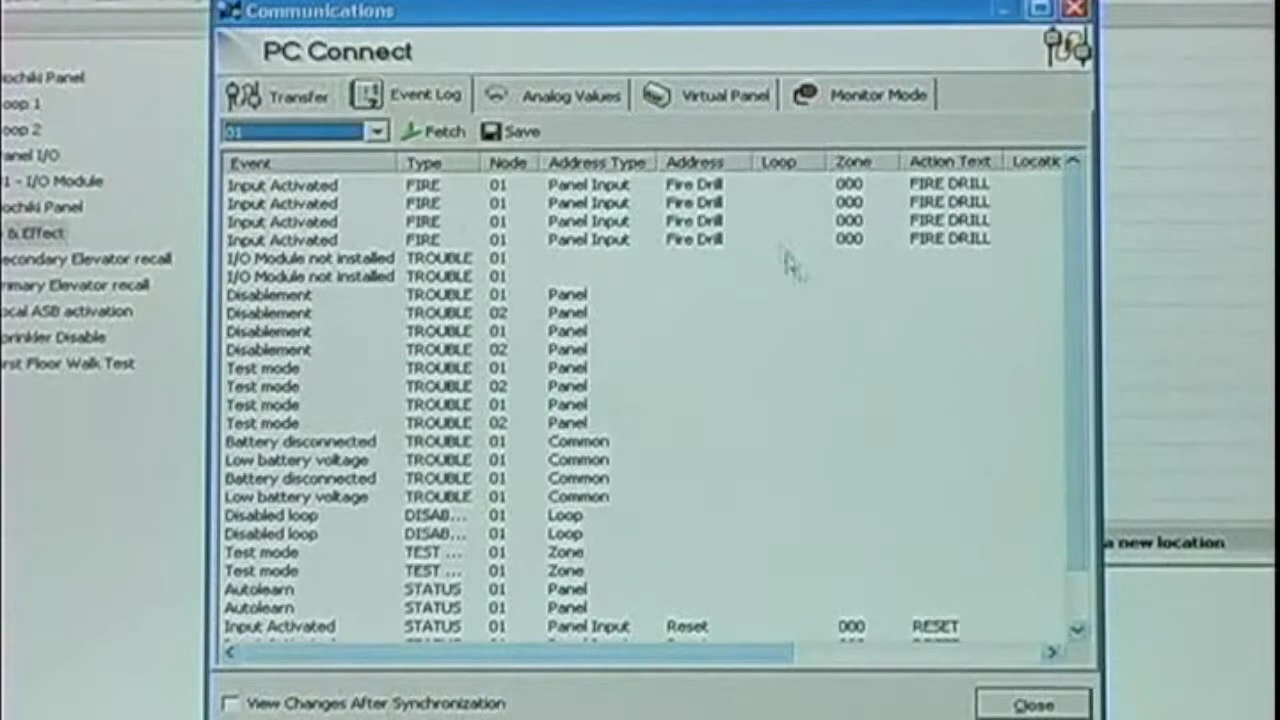 Communications
PC Connect
Transfer Event Log Analog Values Virtual Panel Monitor Mode
01 Fetch Save
Event Type Node Address Type Address Loop Zone Action Text Locatic
Input Activated FIRE 01 Panel Input Fire Drill 000 FIRE DRILL
Input Activated FIRE 01 Panel Input Fire Drill 000 FIRE DRILL
Input Activated FIRE 01 Panel Input Fire Drill 000 FIRE DRILL
Input Activated FIRE 01 Panel Input Fire Drill 000 FIRE DRILL
I/O Module not installed TROUBLE 01
I/O Module not installed TROUBLE 01
Disablement TROUBLE 01 Panel
Disablement TROUBLE 02 Panel
Disablement TROUBLE 01 Panel
Disablement TROUBLE 02 Panel
Test mode TROUBLE 01 Panel
Test mode TROUBLE 02 Panel
Test mode TROUBLE 01 Panel
Test mode TROUBLE 02 Panel
Battery disconnected TROUBLE 01 Common
Low battery voltage TROUBLE 01 Common
Battery disconnected TROUBLE 01 Common
Low battery voltage TROUBLE 01 Common
Disabled loop DISAB... 01 Loop
Disabled loop DISAB... 01 Loop
Test mode TEST ... 01 Zone
Test mode TEST ... 01 Zone
Autolearn STATUS 01 Panel
Autolearn STATUS 01 Panel
Input Activated STATUS 01 Panel Input Reset 000 RESET
View Changes After Synchronization Close
ochiki Panel
oop 1
oop 2
anel I/O
1 - I/O Module
ochiki Panel
& Effect
econdary Elevator recall
imary Elevator recall
ocal ASB activation
prinkler Disable
rst Floor Walk Test
a new location